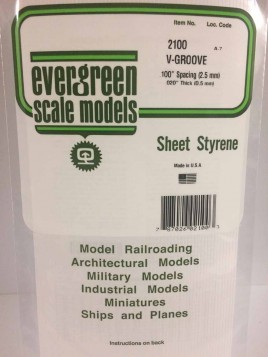 Item No. Loc. Code
2100 A.7
V-GROOVE
.100" Spacing (2.5 mm)
.020" Thick (0.5 mm)
evergreen
scale models
Sheet Styrene
Made in U.S.A
Model Railroading
Architectural Models
Military Models
Industrial Models
Miniatures
Ships and Planes
Instructions on back